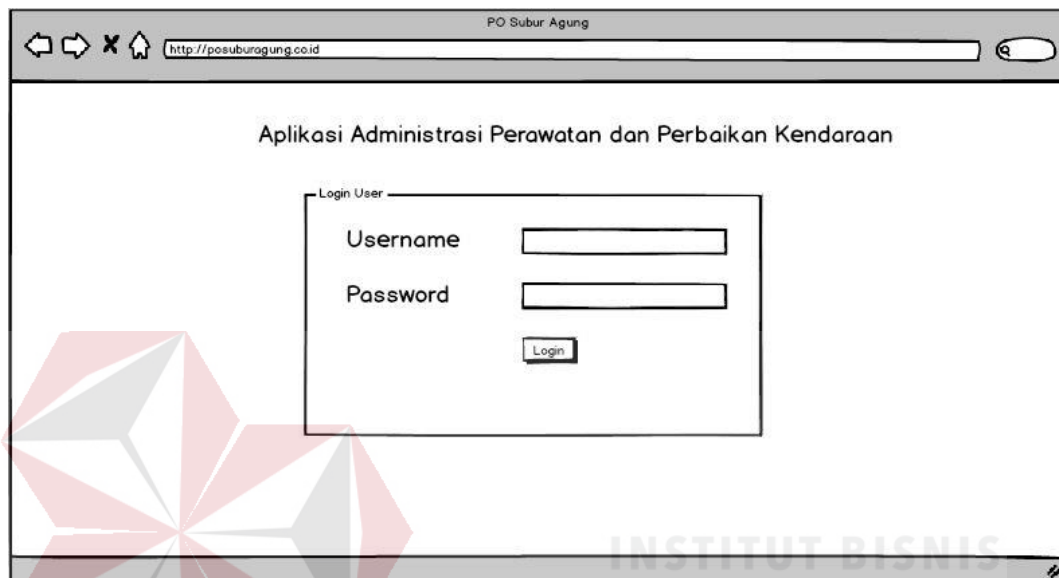 PO Subur Agung
http://posuburagung.co.id
Aplikasi Administrasi Perawatan dan Perbaikan Kendaraan
Login User
Username
Password
Login
INSTITUT BISNIS